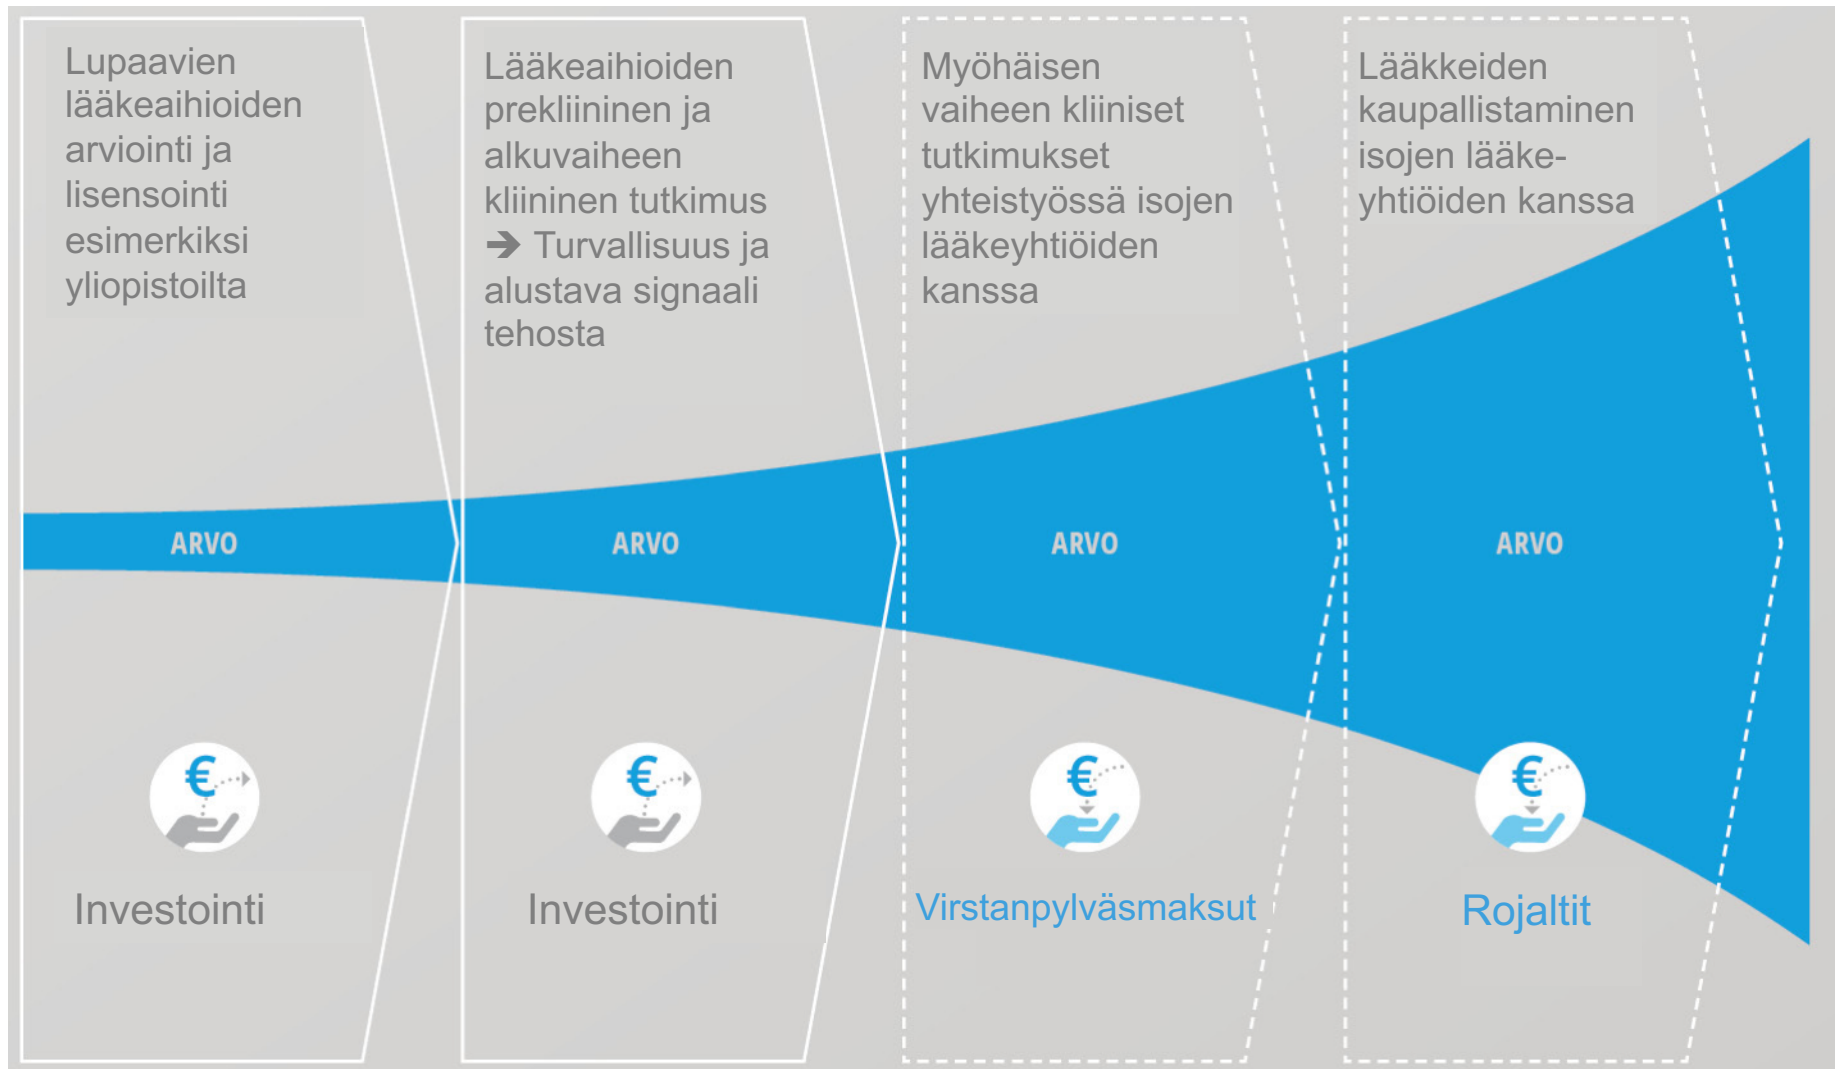 Lupaavien
lääkeaihioiden
arviointi ja
lisensointi
esimerkiksi
yliopistoilta
Lääkeaihioiden
prekliininen ja
alkuvaiheen
kliininen tutkimus
➔ Turvallisuus ja
alustava signaali
tehosta
Myöhäisen
vaiheen kliiniset
tutkimukset
yhteistyössä isojen
lääkeyhtiöiden
kanssa
Lääkkeiden
kaupallistaminen
isojen lääke-
yhtiöiden kanssa
ARVO
ARVO
ARVO
ARVO
€
€
€
€
Investointi
Investointi
Virstanpylväsmaksut
Rojaltit